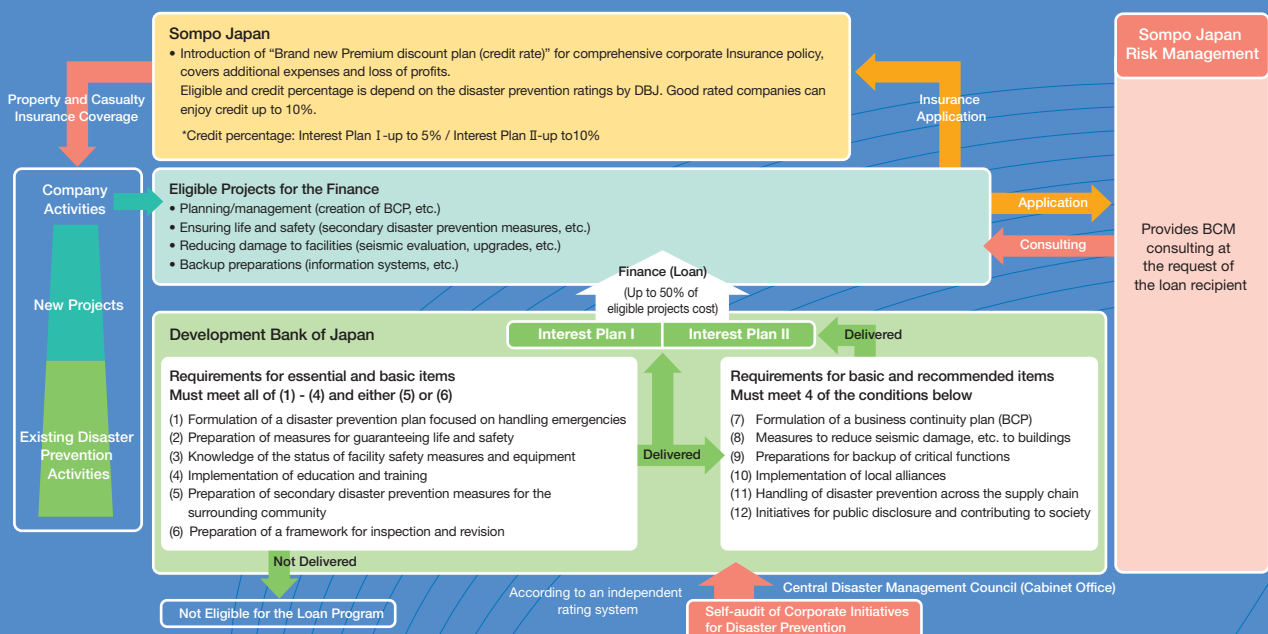 Sompo Japan
• Introduction of “Brand new Premium discount plan (credit rate)” for comprehensive corporate Insurance policy,
covers additional expenses and loss of profits.
Eligible and credit percentage is depend on the disaster prevention ratings by DBJ. Good rated companies can
enjoy credit up to 10%.
*Credit percentage: Interest Plan I-up to 5% / Interest Plan II-up to10%
Sompo Japan
Risk Management
Property and Casualty
Insurance Coverage
Insurance
Application
Company
Activities
New Projects
Existing Disaster
Prevention
Activities
Eligible Projects for the Finance
• Planning/management (creation of BCP, etc.)
• Ensuring life and safety (secondary disaster prevention measures, etc.)
• Reducing damage to facilities (seismic evaluation, upgrades, etc.)
• Backup preparations (information systems, etc.)
Application
Consulting
Provides BCM
consulting at
the request of
the loan recipient
Finance (Loan)
(Up to 50% of
eligible projects cost)
Development Bank of Japan
Interest Plan I
Interest Plan II
Delivered
Requirements for essential and basic items
Must meet all of (1) - (4) and either (5) or (6)
(1) Formulation of a disaster prevention plan focused on handling emergencies
(2) Preparation of measures for guaranteeing life and safety
(3) Knowledge of the status of facility safety measures and equipment
(4) Implementation of education and training
(5) Preparation of secondary disaster prevention measures for the
surrounding community
(6) Preparation of a framework for inspection and revision
Delivered
Requirements for basic and recommended items
Must meet 4 of the conditions below
(7) Formulation of a business continuity plan (BCP)
(8) Measures to reduce seismic damage, etc. to buildings
(9) Preparations for backup of critical functions
(10) Implementation of local alliances
(11) Handling of disaster prevention across the supply chain
(12) Initiatives for public disclosure and contributing to society
Not Delivered
Not Eligible for the Loan Program
According to an independent
rating system
Central Disaster Management Council (Cabinet Office)
Self-audit of Corporate Initiatives
for Disaster Prevention